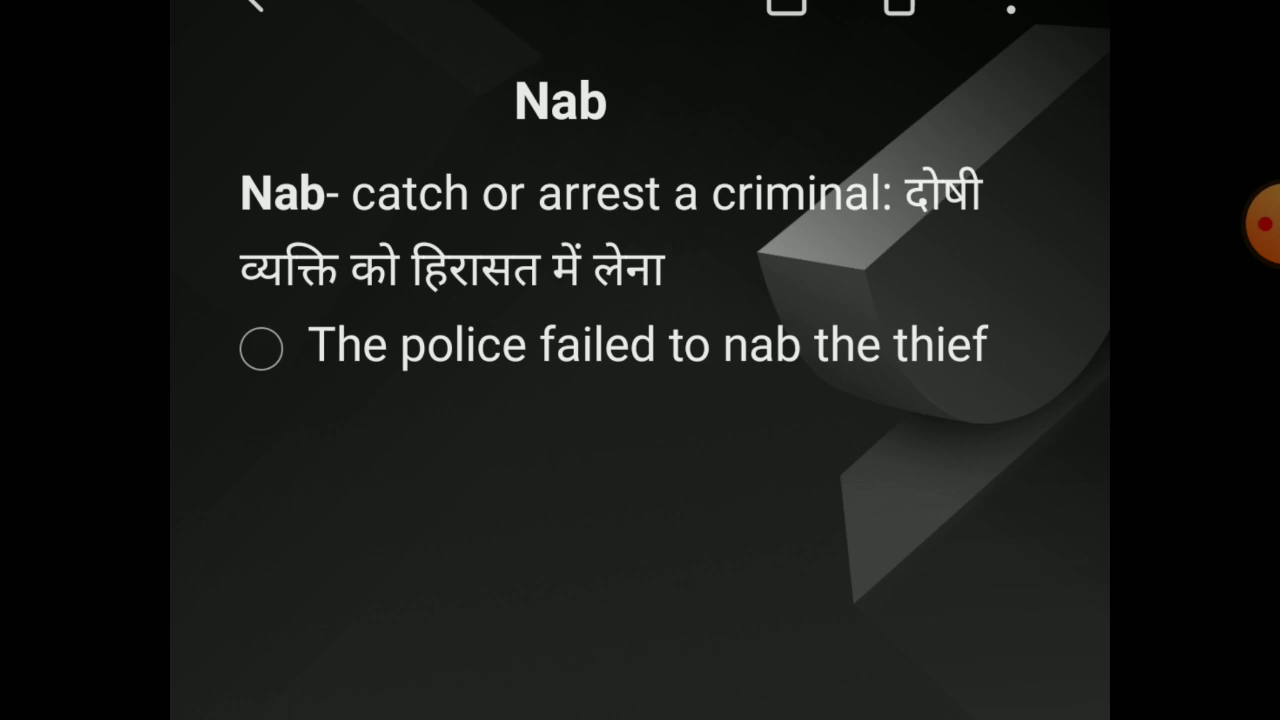 Nab
Nab- catch or arrest a criminal: दोषी
व्यक्ति को हिरासत में लेना
The police failed to nab the thief